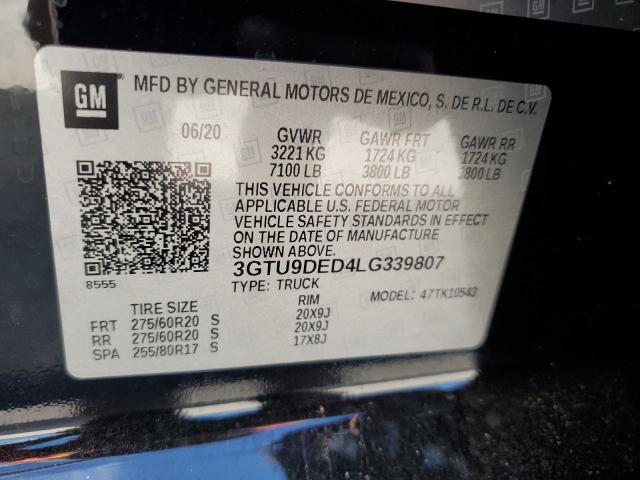 GM MFD BY GENERAL MOTORS DE MEXICO, S. DE R.L. DE C.V.
06/20 GVWR GAWR FRT GAWR RR
3221 KG 1724 KG 1724 KG
7100 LB 3800 LB 3800 LB
THIS VEHICLE CONFORMS TO ALL
APPLICABLE U.S. FEDERAL MOTOR
VEHICLE SAFETY STANDARDS IN EFFECT
ON THE DATE OF MANUFACTURE
SHOWN ABOVE.
8555 3GTU9DED4LG339807
TYPE: TRUCK MODEL: 47TK10543
TIRE SIZE RIM
FRT 275/60R20 S 20X9J
RR 275/60R20 S 20X9J
SPA 255/80R17 S 17X8J